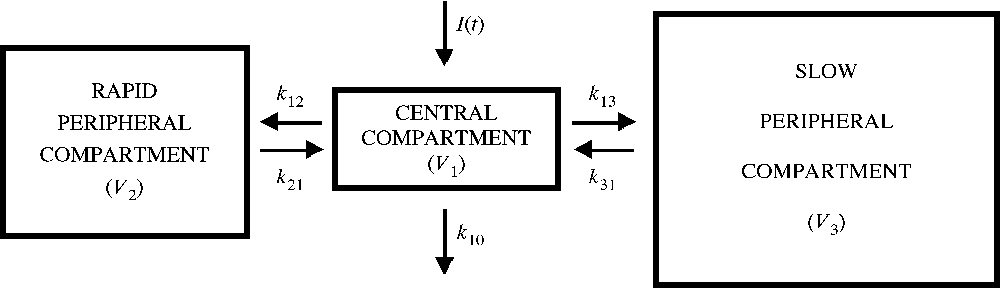 I(t)
RAPID
PERIPHERAL
COMPARTMENT
(V2)
k12
k21
CENTRAL
COMPARTMENT
(V1)
k13
k31
k10
SLOW
PERIPHERAL
COMPARTMENT
(V3)